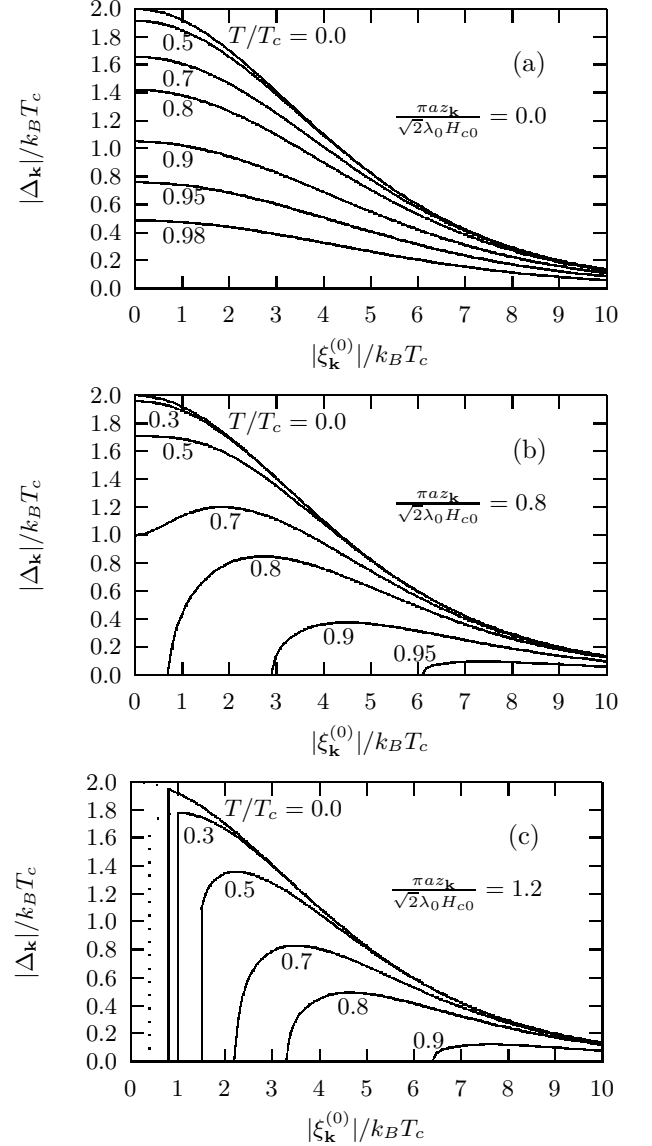 2.0
1.8
1.6
1.4
1.2
1.0
0.8
0.6
0.4
0.2
0.0
|Δ_k|/k_BT_c
T/T_c = 0.0
0.5
0.7
0.8
0.9
0.95
0.98
(a)
πaz_k/√2λ_0H_{c0} = 0.0
0 1 2 3 4 5 6 7 8 9 10
|ξ_k^{(0)}|/k_BT_c
2.0
1.8
1.6
1.4
1.2
1.0
0.8
0.6
0.4
0.2
0.0
|Δ_k|/k_BT_c
T/T_c = 0.0
0.3
0.5
0.7
0.8
0.9
0.95
(b)
πaz_k/√2λ_0H_{c0} = 0.8
0 1 2 3 4 5 6 7 8 9 10
|ξ_k^{(0)}|/k_BT_c
2.0
1.8
1.6
1.4
1.2
1.0
0.8
0.6
0.4
0.2
0.0
|Δ_k|/k_BT_c
T/T_c = 0.0
0.3
0.5
0.7
0.8
0.9
(c)
πaz_k/√2λ_0H_{c0} = 1.2
0 1 2 3 4 5 6 7 8 9 10
|ξ_k^{(0)}|/k_BT_c